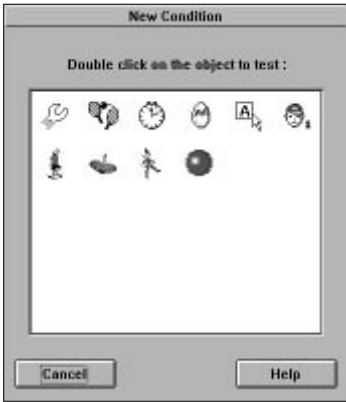 New Condition
Double click on the object to test :
A
Cancel
Help